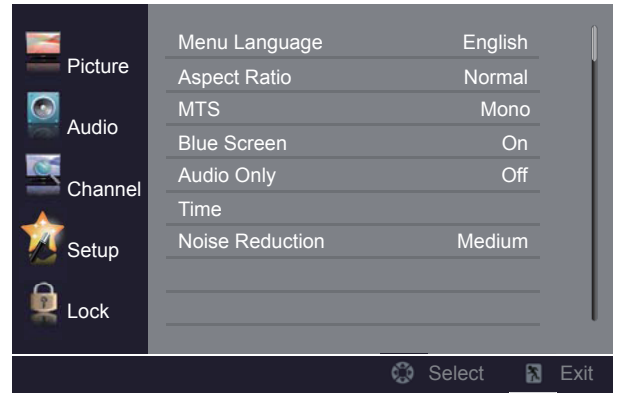 Picture
Audio
Channel
Setup
Lock
Menu Language English
Aspect Ratio Normal
MTS Mono
Blue Screen On
Audio Only Off
Time
Noise Reduction Medium
Select Exit